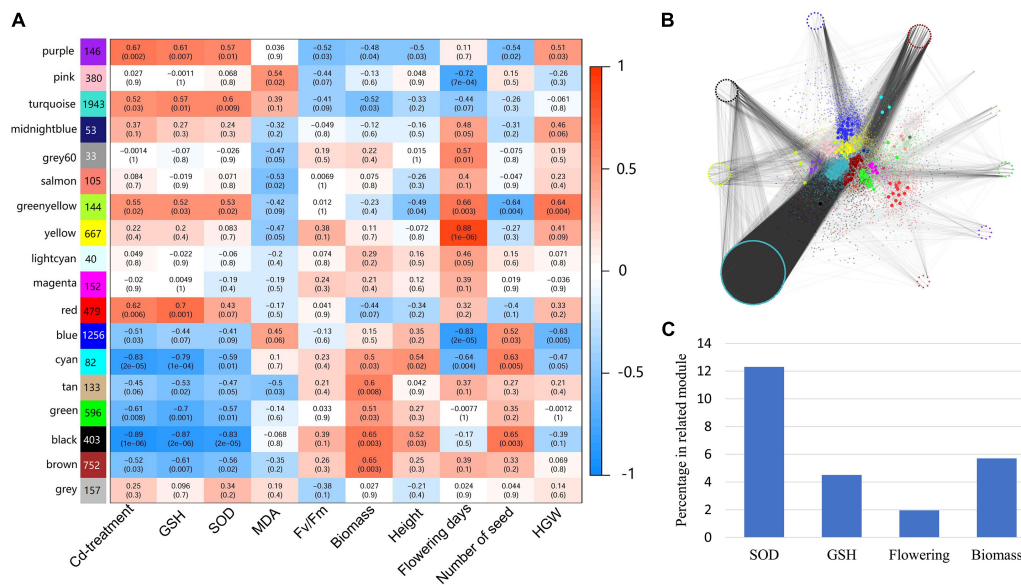 A
purple 146 0.67 0.61 0.57 0.036 −0.52 −0.48 −0.5 0.11 −0.54 0.51
(0.002) (0.007) (0.01) (0.9) (0.03) (0.04) (0.03) (0.7) (0.02) (0.03)
pink 380 0.027 −0.0011 0.068 0.54 −0.44 −0.13 0.048 −0.72 0.15 −0.26
(0.9) (1) (0.8) (0.02) (0.07) (0.6) (0.9) (7e−04) (0.5) (0.3)
turquoise 1943 0.52 0.57 0.6 0.39 −0.41 −0.52 −0.33 −0.44 −0.26 −0.061
(0.03) (0.01) (0.009) (0.1) (0.09) (0.03) (0.2) (0.07) (0.3) (0.8)
midnightblue 53 0.37 0.27 0.24 −0.32 −0.049 −0.12 −0.16 0.48 −0.31 0.46
(0.1) (0.3) (0.3) (0.2) (0.8) (0.6) (0.5) (0.05) (0.2) (0.06)
grey60 33 −0.0014 −0.07 −0.026 −0.47 0.19 0.22 0.015 0.57 −0.075 0.19
(1) (0.8) (0.9) (0.05) (0.5) (0.4) (1) (0.01) (0.8) (0.5)
salmon 105 0.084 −0.019 0.071 −0.53 0.0069 0.075 −0.26 0.4 −0.047 0.23
(0.7) (0.9) (0.8) (0.02) (1) (0.8) (0.3) (0.1) (0.9) (0.4)
greenyellow 144 0.55 0.52 0.53 −0.42 0.012 −0.22 −0.49 0.66 −0.64 0.64
(0.02) (0.03) (0.02) (0.09) (1) (0.4) (0.04) (0.003) (0.004) (0.004)
yellow 667 0.22 0.2 0.083 −0.47 0.38 0.11 −0.072 0.88 −0.27 0.41
(0.4) (0.4) (0.7) (0.05) (0.1) (0.7) (0.8) (1e−06) (0.3) (0.09)
lightcyan 40 0.049 −0.022 −0.06 −0.2 0.074 0.29 0.16 0.46 0.15 0.071
(0.8) (0.9) (0.8) (0.4) (0.8) (0.2) (0.5) (0.05) (0.6) (0.8)
magenta 152 −0.02 0.0049 −0.19 −0.19 0.24 0.21 0.12 0.39 0.019 −0.036
(0.9) (1) (0.4) (0.5) (0.3) (0.4) (0.6) (0.1) (0.9) (0.9)
red 479 0.62 0.7 0.43 −0.17 0.041 −0.44 −0.34 0.32 −0.4 0.33
(0.006) (0.001) (0.07) (0.5) (0.9) (0.07) (0.2) (0.2) (0.1) (0.2)
blue 1256 −0.51 −0.44 −0.41 0.45 −0.13 0.15 0.35 −0.83 0.52 −0.63
(0.03) (0.07) (0.09) (0.06) (0.6) (0.5) (0.2) (2e−05) (0.03) (0.005)
cyan 82 −0.83 −0.79 −0.59 0.1 0.23 0.5 0.54 −0.64 0.63 −0.47
(2e−05) (1e−04) (0.01) (0.7) (0.4) (0.03) (0.02) (0.004) (0.005) (0.05)
tan 133 −0.45 −0.53 −0.47 −0.5 0.21 0.6 0.042 0.37 0.27 0.21
(0.06) (0.02) (0.05) (0.03) (0.4) (0.008) (0.9) (0.1) (0.3) (0.4)
green 596 −0.61 −0.7 −0.57 −0.14 0.033 0.51 0.27 −0.0077 0.35 −0.0012
(0.008) (0.001) (0.01) (0.6) (0.9) (0.03) (0.3) (1) (0.2) (1)
black 403 −0.89 −0.87 −0.83 −0.068 0.39 0.65 0.52 −0.17 0.65 −0.39
(1e−06) (2e−06) (2e−05) (0.8) (0.1) (0.003) (0.03) (0.5) (0.003) (0.1)
brown 752 −0.52 −0.61 −0.56 −0.35 0.26 0.65 0.25 0.39 0.33 0.069
(0.03) (0.007) (0.02) (0.2) (0.3) (0.003) (0.3) (0.1) (0.2) (0.8)
grey 157 0.25 0.096 0.34 0.19 −0.38 0.027 −0.21 0.024 0.044 0.14
(0.3) (0.7) (0.2) (0.4) (0.1) (0.9) (0.4) (0.9) (0.9) (0.6)
Cd-treatment
GSH
SOD
MDA
Fv/Fm
Biomass
Height
Flowering days
Number of seed
HGW
1
0.5
0
−0.5
−1
B
C
Percentage in related module
14
12
10
8
6
4
2
0
SOD GSH Flowering Biomass